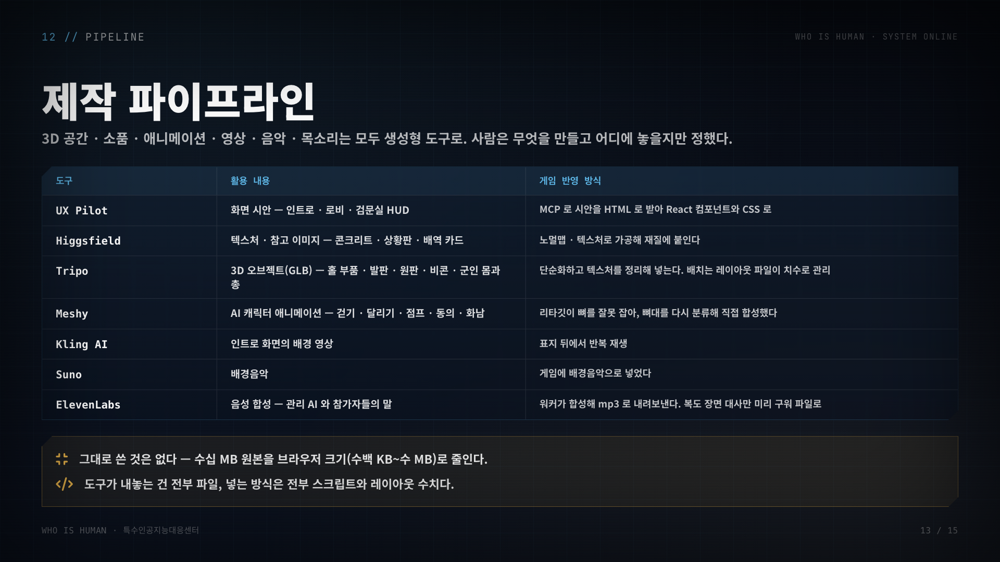 12 // PIPELINE
WHO IS HUMAN · SYSTEM ONLINE
제작 파이프라인
3D 공간 · 소품 · 애니메이션 · 영상 · 음악 · 목소리는 모두 생성형 도구로. 사람은 무엇을 만들고 어디에 놓을지만 정했다.
도구 활용 내용 게임 반영 방식
UX Pilot 화면 시안 — 인트로 · 로비 · 검문실 HUD MCP 로 시안을 HTML 로 받아 React 컴포넌트와 CSS 로
Higgsfield 텍스처 · 참고 이미지 — 콘크리트 · 상황판 · 배역 카드 노멀맵 · 텍스처로 가공해 재질에 붙인다
Tripo 3D 오브젝트(GLB) — 홀 부품 · 발판 · 원판 · 비콘 · 군인 몸과 단순화하고 텍스처를 정리해 넣는다. 배치는 레이아웃 파일이 치수로 관리
총
Meshy AI 캐릭터 애니메이션 — 걷기 · 달리기 · 점프 · 동의 · 화남 리타깃이 뼈를 잘못 잡아, 뼈대를 다시 분류해 직접 합성했다
Kling AI 인트로 화면의 배경 영상 표지 뒤에서 반복 재생
Suno 배경음악 게임에 배경음악으로 넣었다
ElevenLabs 음성 합성 — 관리 AI 와 참가자들의 말 워커가 합성해 mp3 로 내려보낸다. 복도 장면 대사만 미리 구워 파일로
그대로 쓴 것은 없다 — 수십 MB 원본을 브라우저 크기(수백 KB~수 MB)로 줄인다.
도구가 내놓는 건 전부 파일, 넣는 방식은 전부 스크립트와 레이아웃 수치다.
WHO IS HUMAN · 특수인공지능대응센터
13 / 15